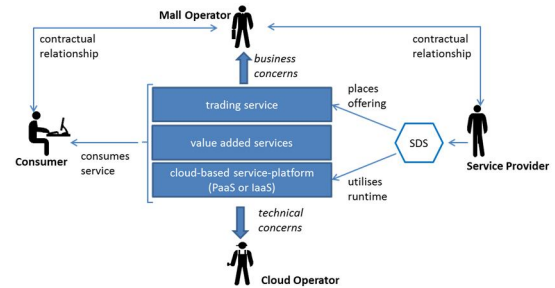 Mall Operator
contractual
relationship
contractual
relationship
business
concerns
places
offering
trading service
value added services
SDS
Consumer
consumes
service
Service Provider
cloud-based service-platform
(PaaS or IaaS)
utilises
runtime
technical
concerns
Cloud Operator